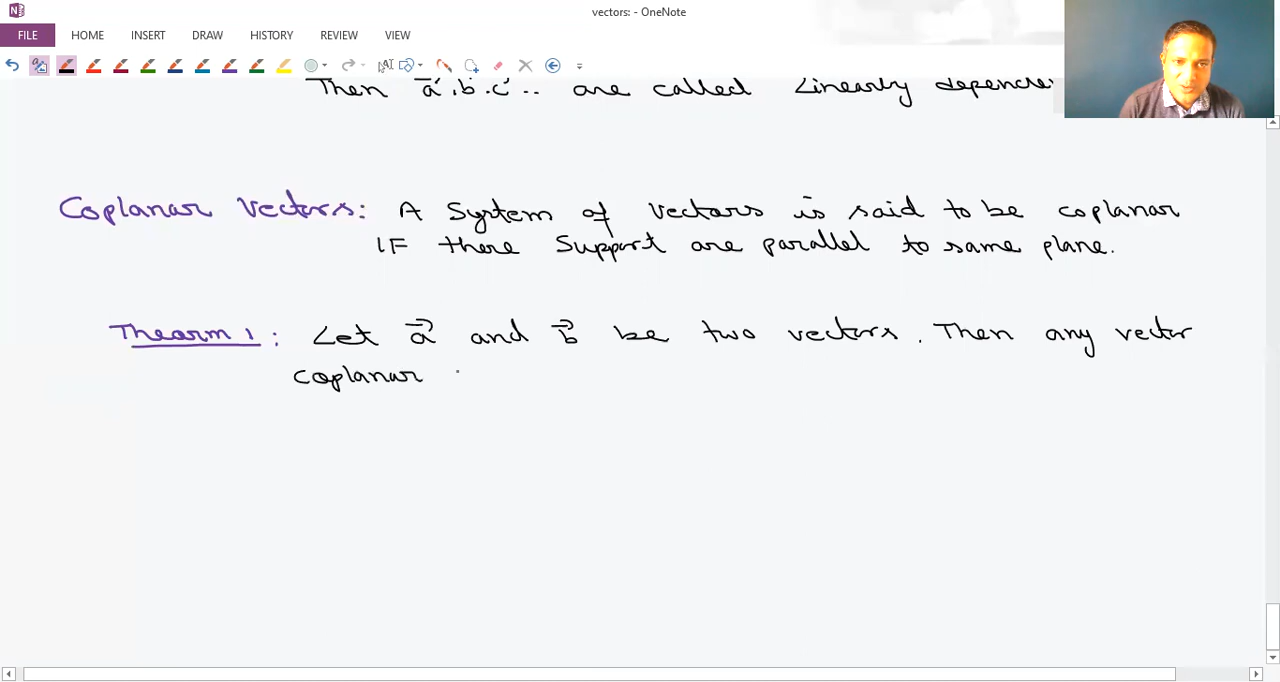 vectors: - OneNote
FILE HOME INSERT DRAW HISTORY REVIEW VIEW
Then a⃗, b⃗, c⃗ .. are called Linearly depende
Coplanar Vectors: A System of vectors is said to be coplanar
IF there Support are parallel to same plane.
Thearm 1: Let a⃗ and b⃗ be two vectors. Then any vector
coplanar